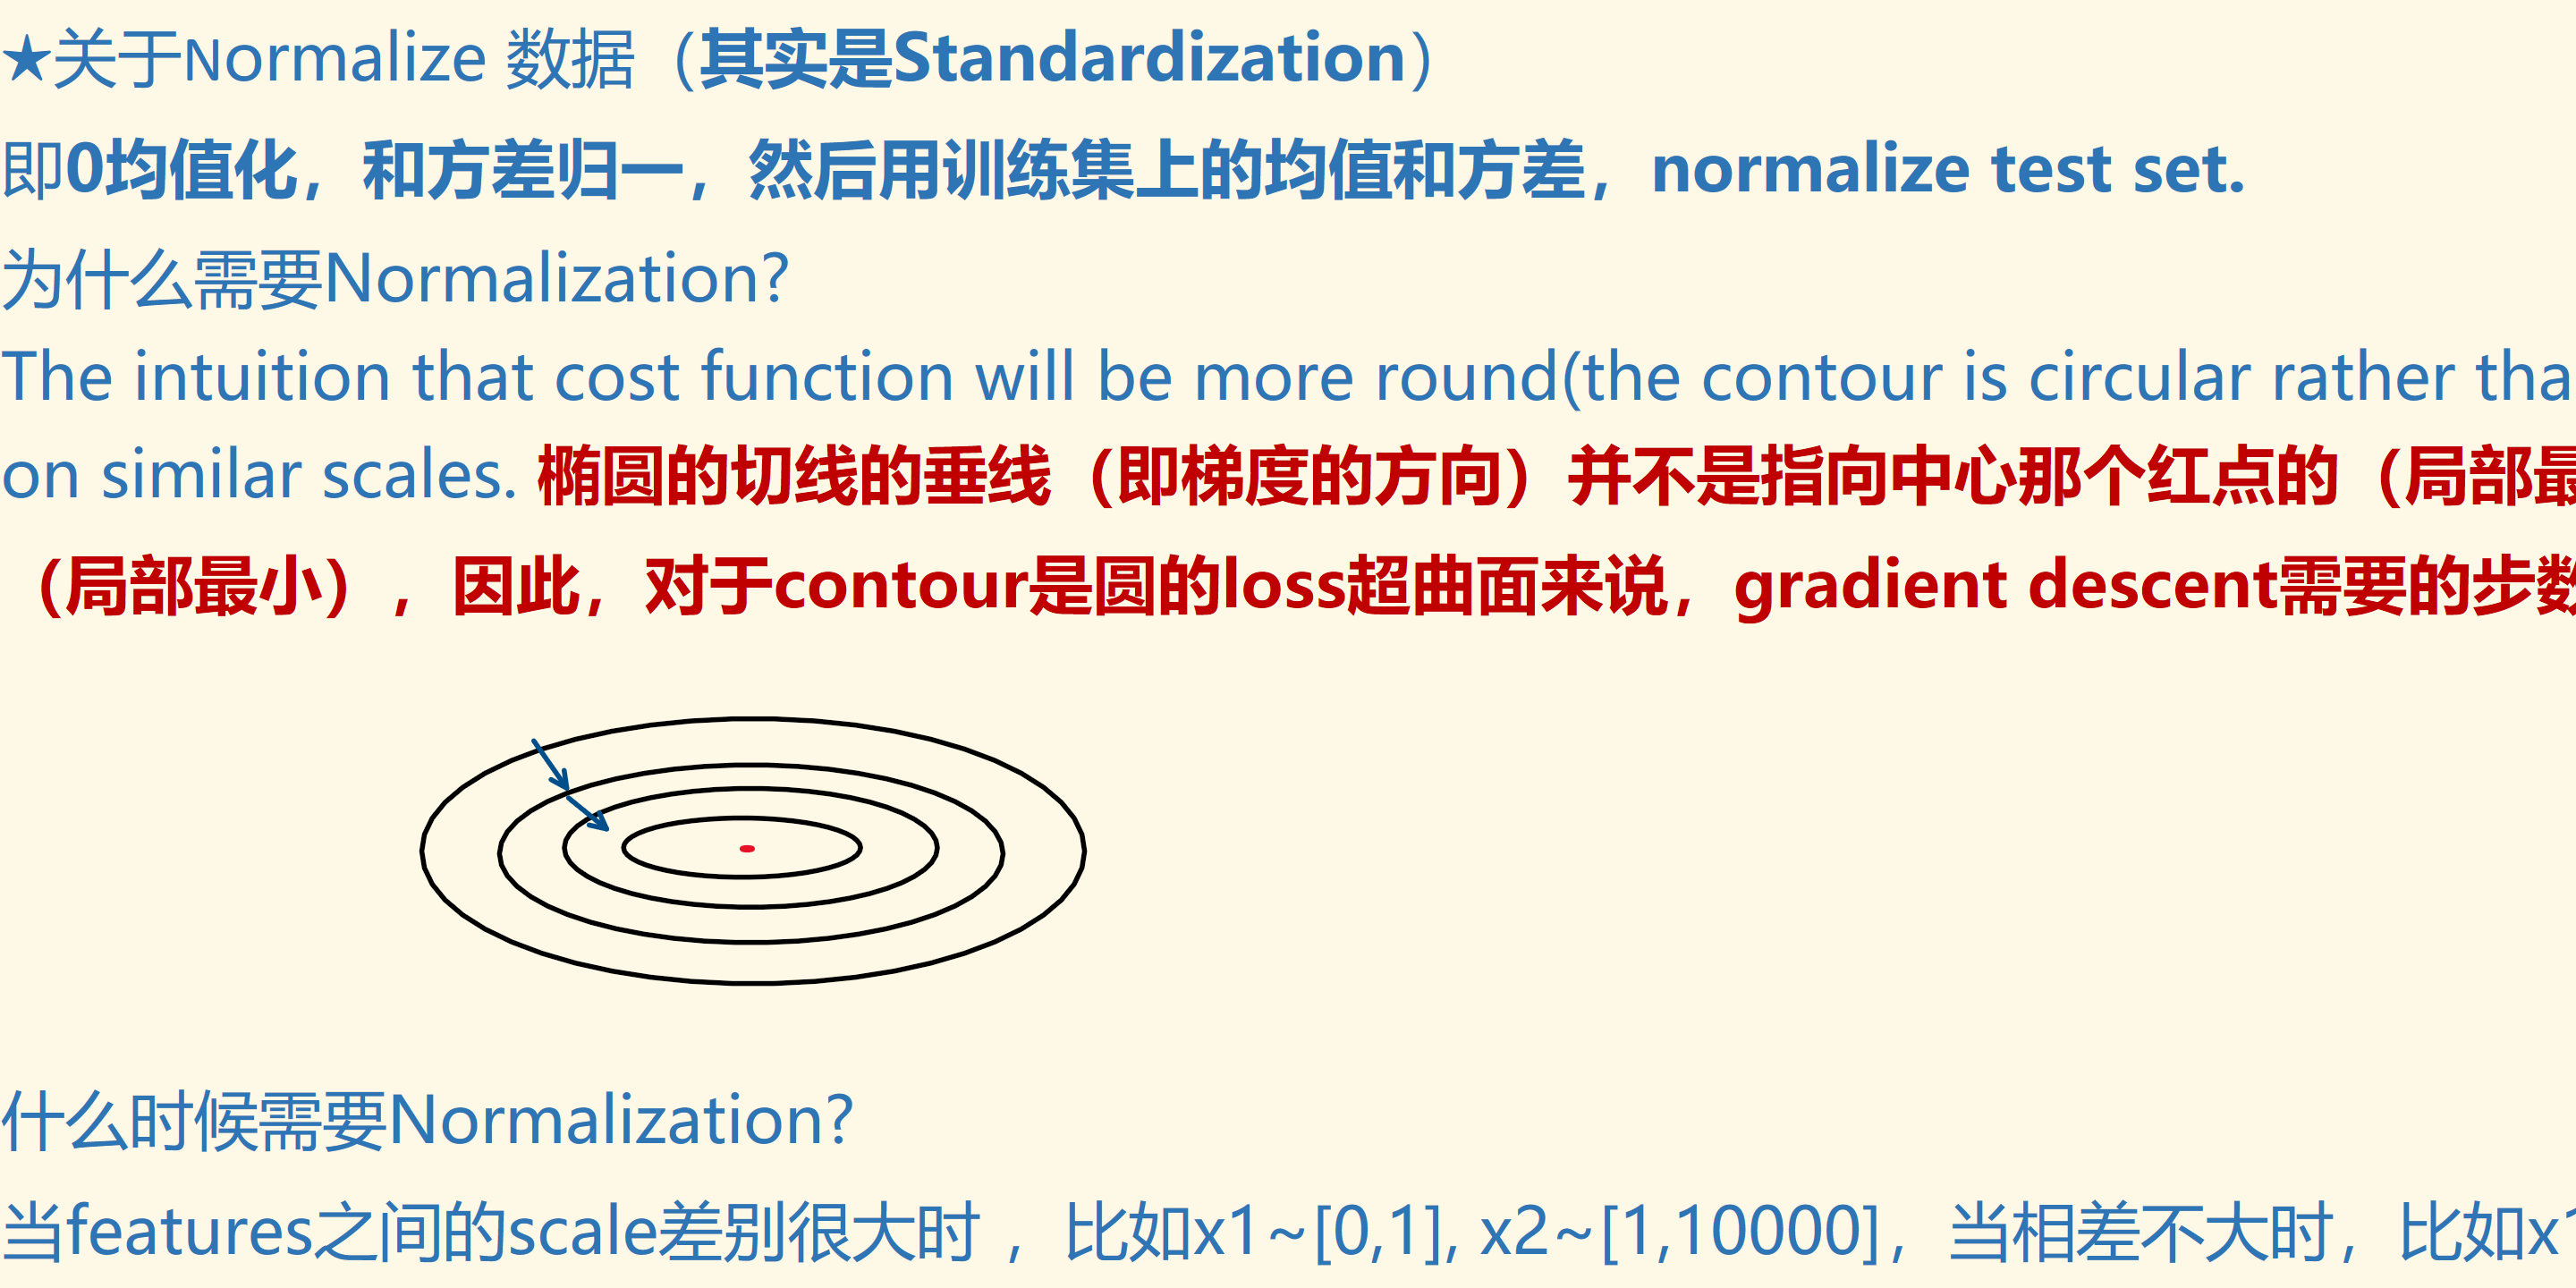 ★关于Normalize 数据（其实是Standardization）
即0均值化，和方差归一，然后用训练集上的均值和方差，normalize test set.
为什么需要Normalization?
The intuition that cost function will be more round(the contour is circular rather
on similar scales. 椭圆的切线的垂线（即梯度的方向）并不是指向中心那个红点的（局部最
（局部最小），因此，对于contour是圆的loss超曲面来说，gradient descent需要的步数
什么时候需要Normalization?
当features之间的scale差别很大时 ，比如x1~[0,1], x2~[1,10000]，当相差不大时，比如